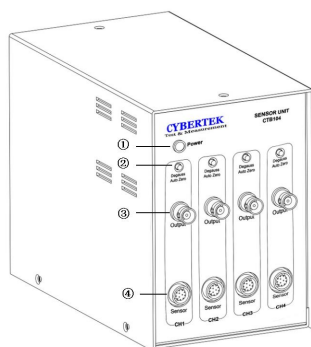 CYBERTEK
Test & Measurement
SENSOR UNIT
CTB184
① Power
②
Degauss
Auto Zero
Degauss
Auto Zero
Degauss
Auto Zero
Degauss
Auto Zero
③
Output
Output
Output
Output
④
Sensor
Sensor
Sensor
Sensor
CH1
CH2
CH3
CH4